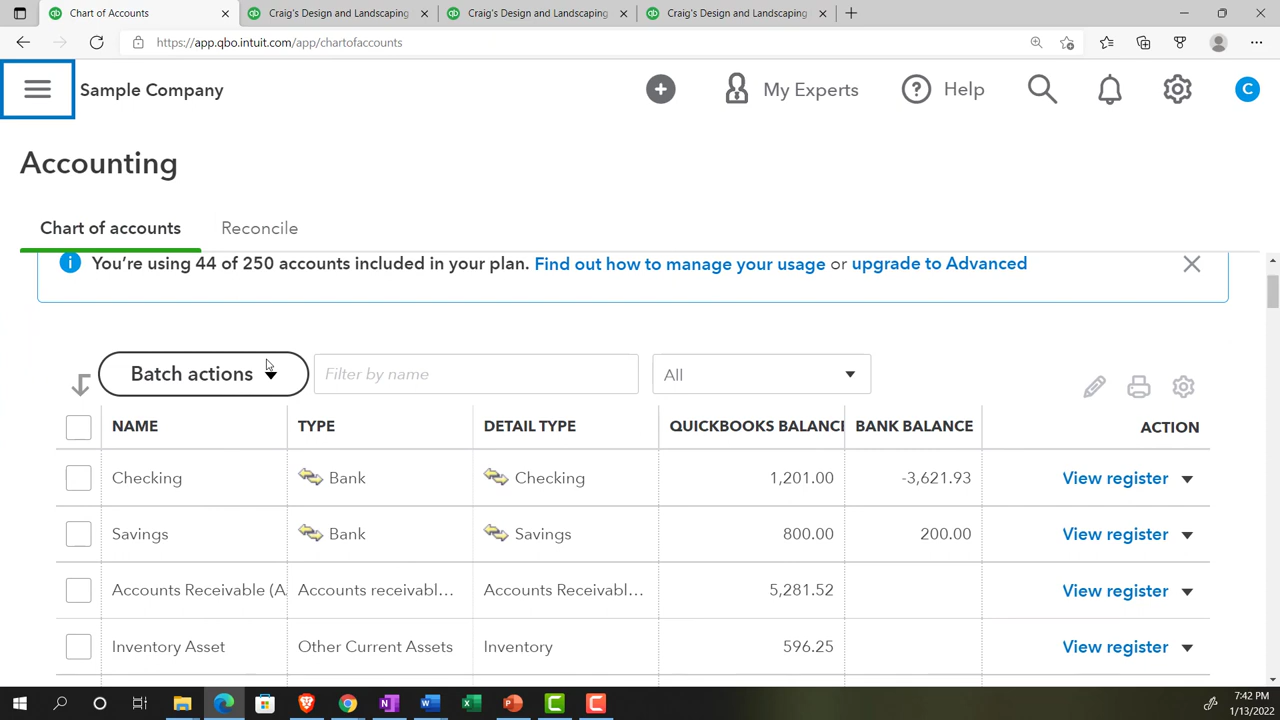 Chart of Accounts
Craig's Design and Landscaping
Craig's Design and Landscaping
Craig's Design and Landscaping
https://app.qbo.intuit.com/app/chartofaccounts
Sample Company
My Experts
Help
C
Accounting
Chart of accounts
Reconcile
You're using 44 of 250 accounts included in your plan. Find out how to manage your usage or upgrade to Advanced
Batch actions
Filter by name
All
NAME TYPE DETAIL TYPE QUICKBOOKS BALANCE BANK BALANCE ACTION
Checking Bank Checking 1,201.00 -3,621.93 View register
Savings Bank Savings 800.00 200.00 View register
Accounts Receivable (A Accounts receivabl... Accounts Receivabl... 5,281.52 View register
Inventory Asset Other Current Assets Inventory 596.25 View register
7:42 PM
1/13/2022